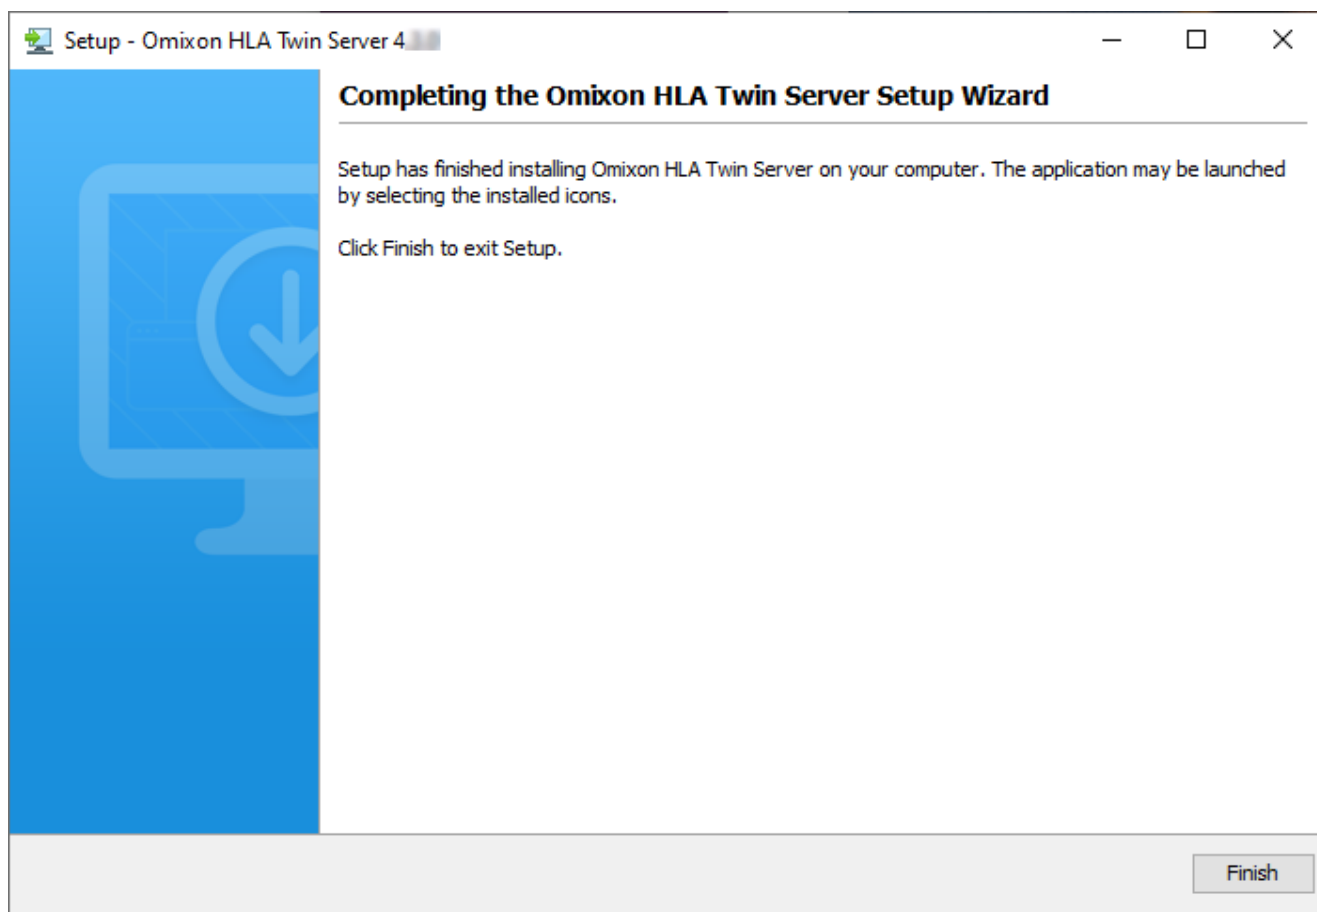 Setup - Omixon HLA Twin Server 4
Completing the Omixon HLA Twin Server Setup Wizard
Setup has finished installing Omixon HLA Twin Server on your computer. The application may be launched
by selecting the installed icons.
Click Finish to exit Setup.
Finish